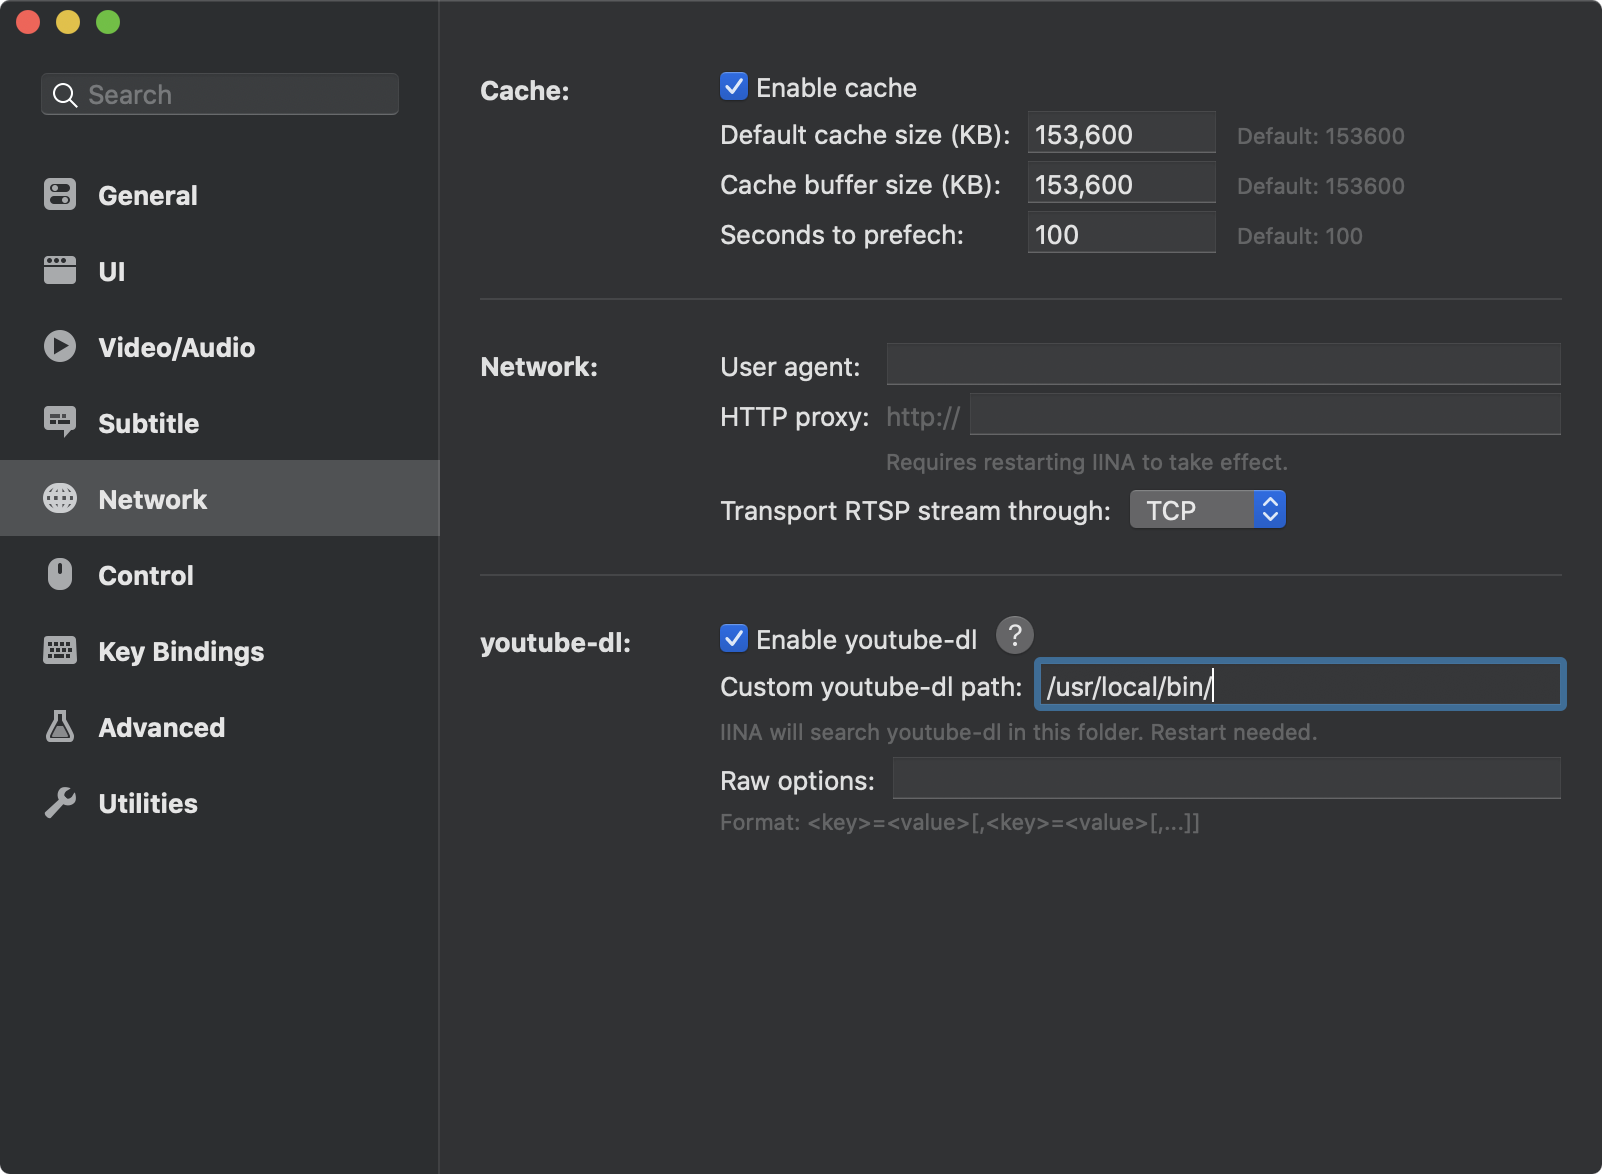 Search
General
UI
Video/Audio
Subtitle
Network
Control
Key Bindings
Advanced
Utilities
Cache:
Enable cache
Default cache size (KB): 153,600 Default: 153600
Cache buffer size (KB): 153,600 Default: 153600
Seconds to prefech: 100 Default: 100
Network:
User agent:
HTTP proxy: http://
Requires restarting IINA to take effect.
Transport RTSP stream through: TCP
youtube-dl:
Enable youtube-dl ?
Custom youtube-dl path: /usr/local/bin/
IINA will search youtube-dl in this folder. Restart needed.
Raw options:
Format: <key>=<value>[,<key>=<value>[,...]]